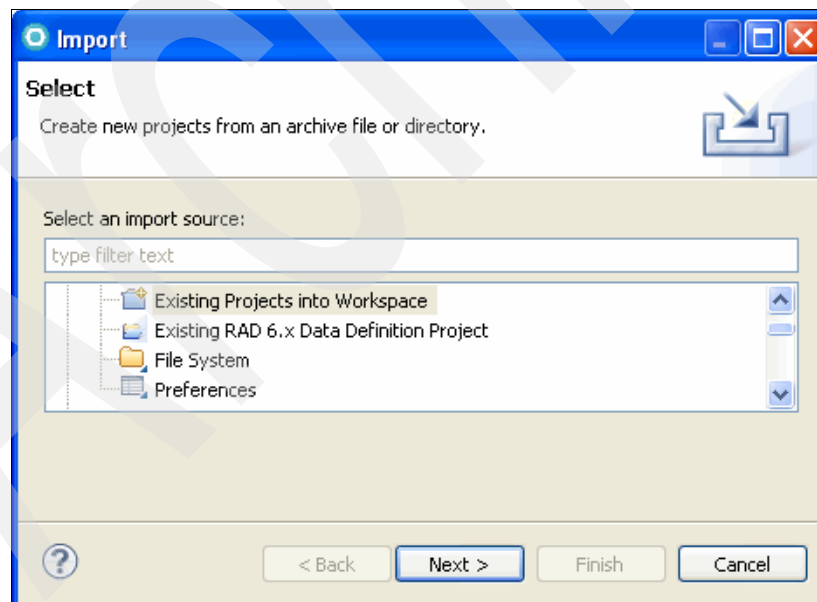 Import
Select
Create new projects from an archive file or directory.
Select an import source:
type filter text
Existing Projects into Workspace
Existing RAD 6.x Data Definition Project
File System
Preferences
? < Back Next > Finish Cancel